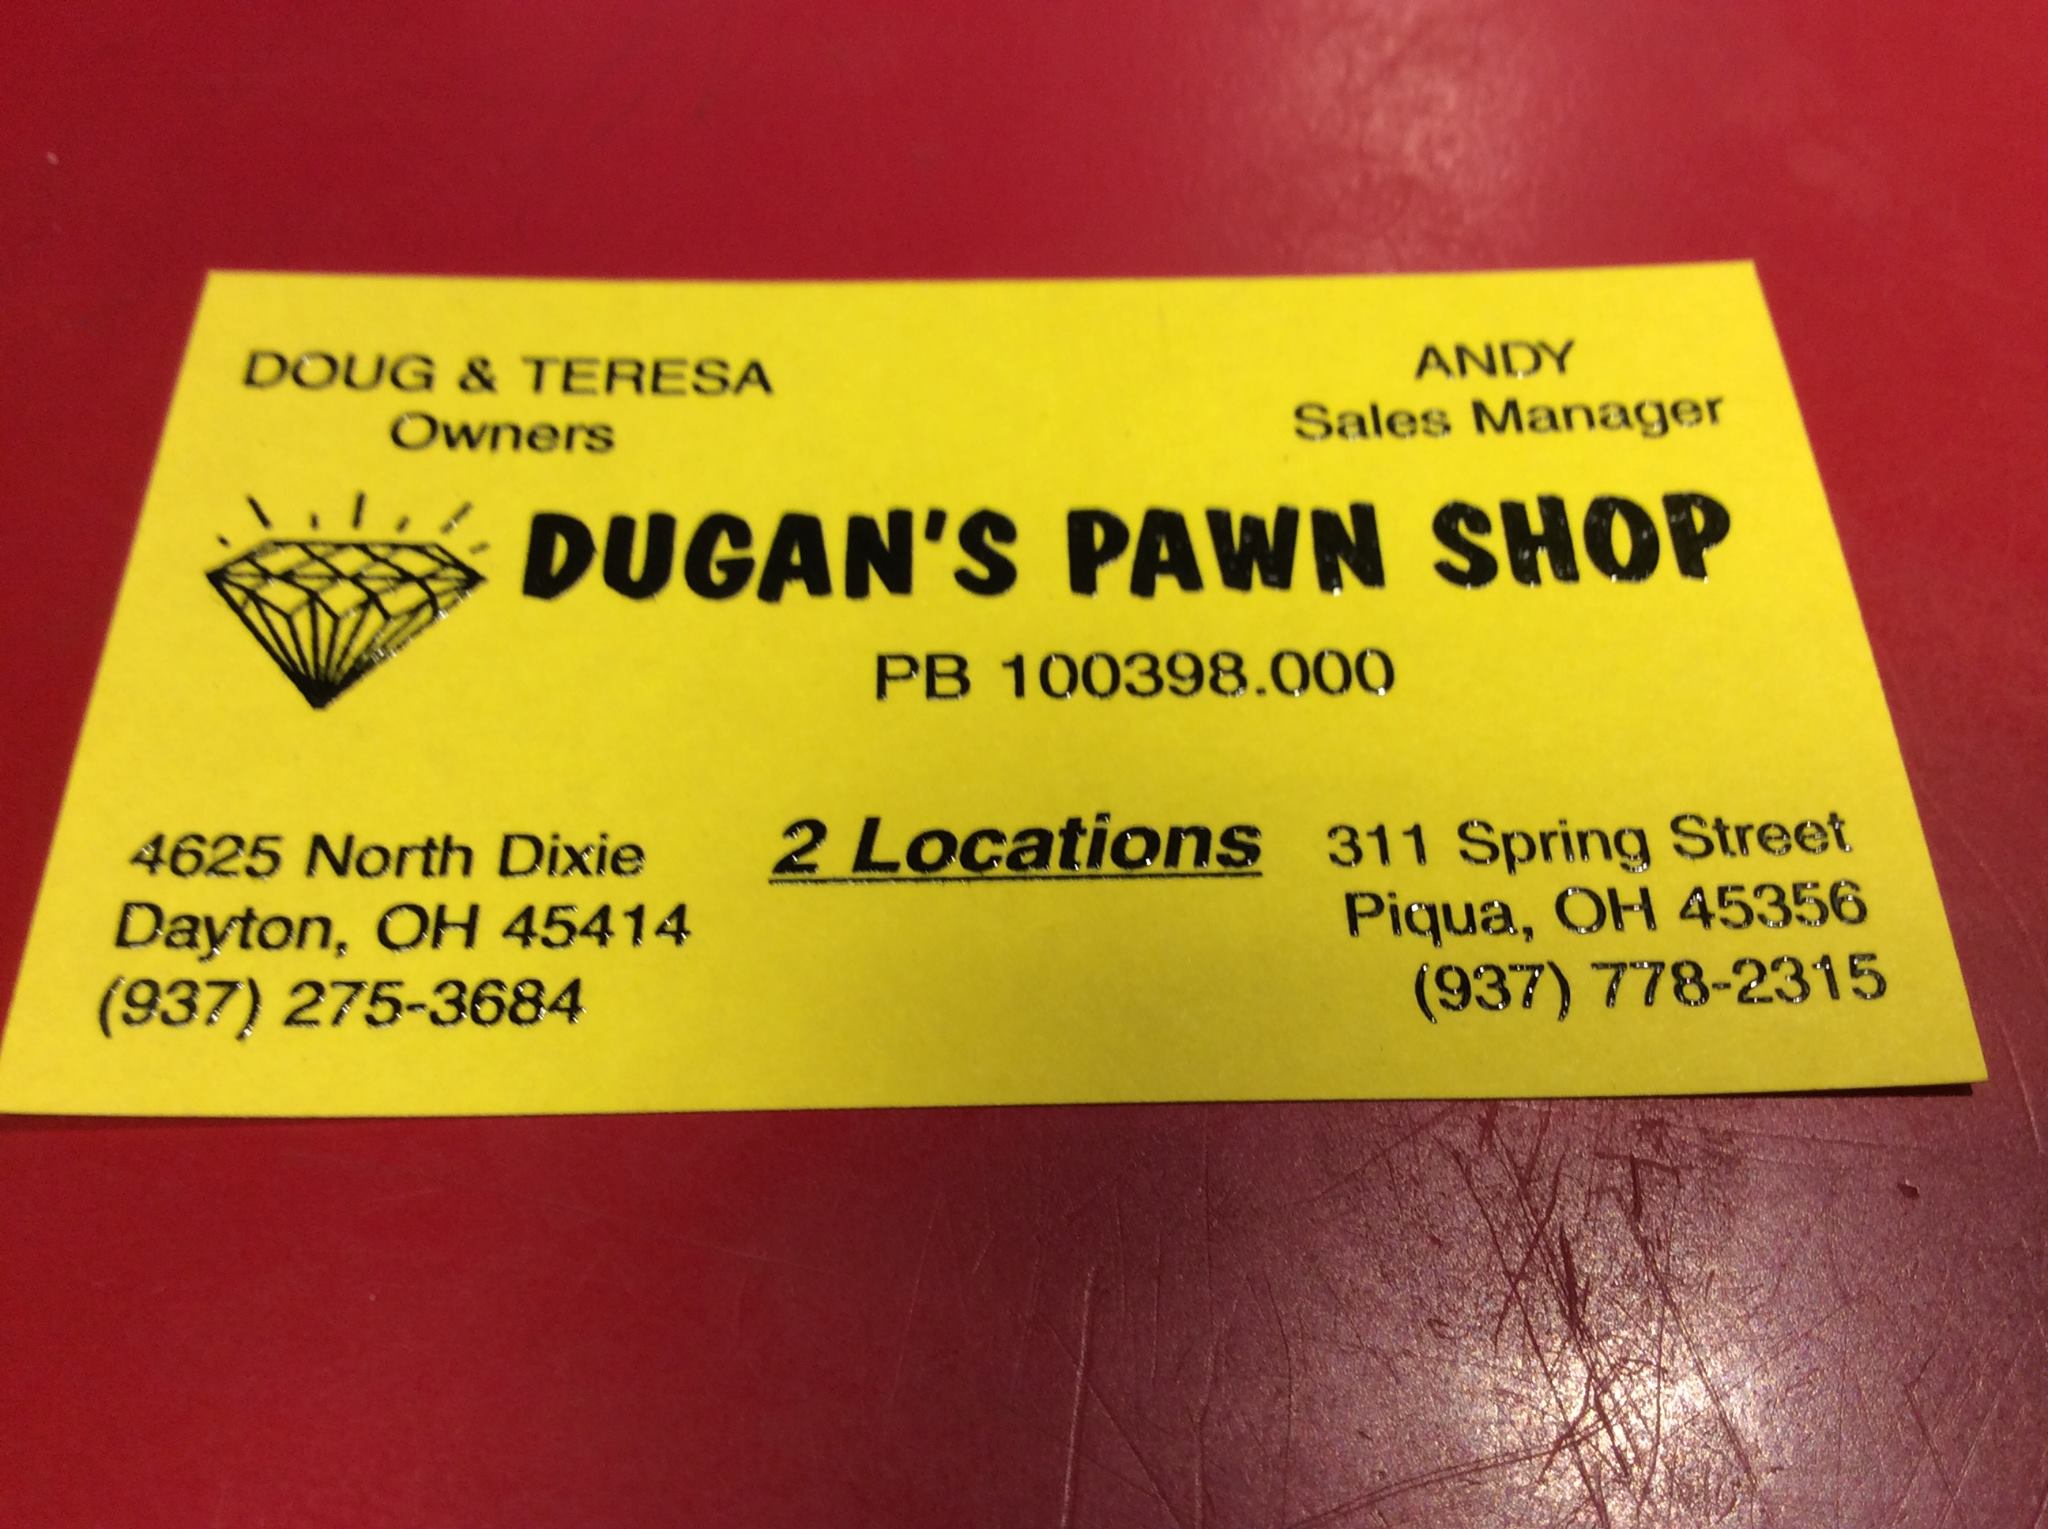 DOUG & TERESA
Owners
ANDY
Sales Manager
DUGAN'S PAWN SHOP
PB 100398.000
2 Locations
4625 North Dixie
Dayton, OH 45414
(937) 275-3684
311 Spring Street
Piqua, OH 45356
(937) 778-2315